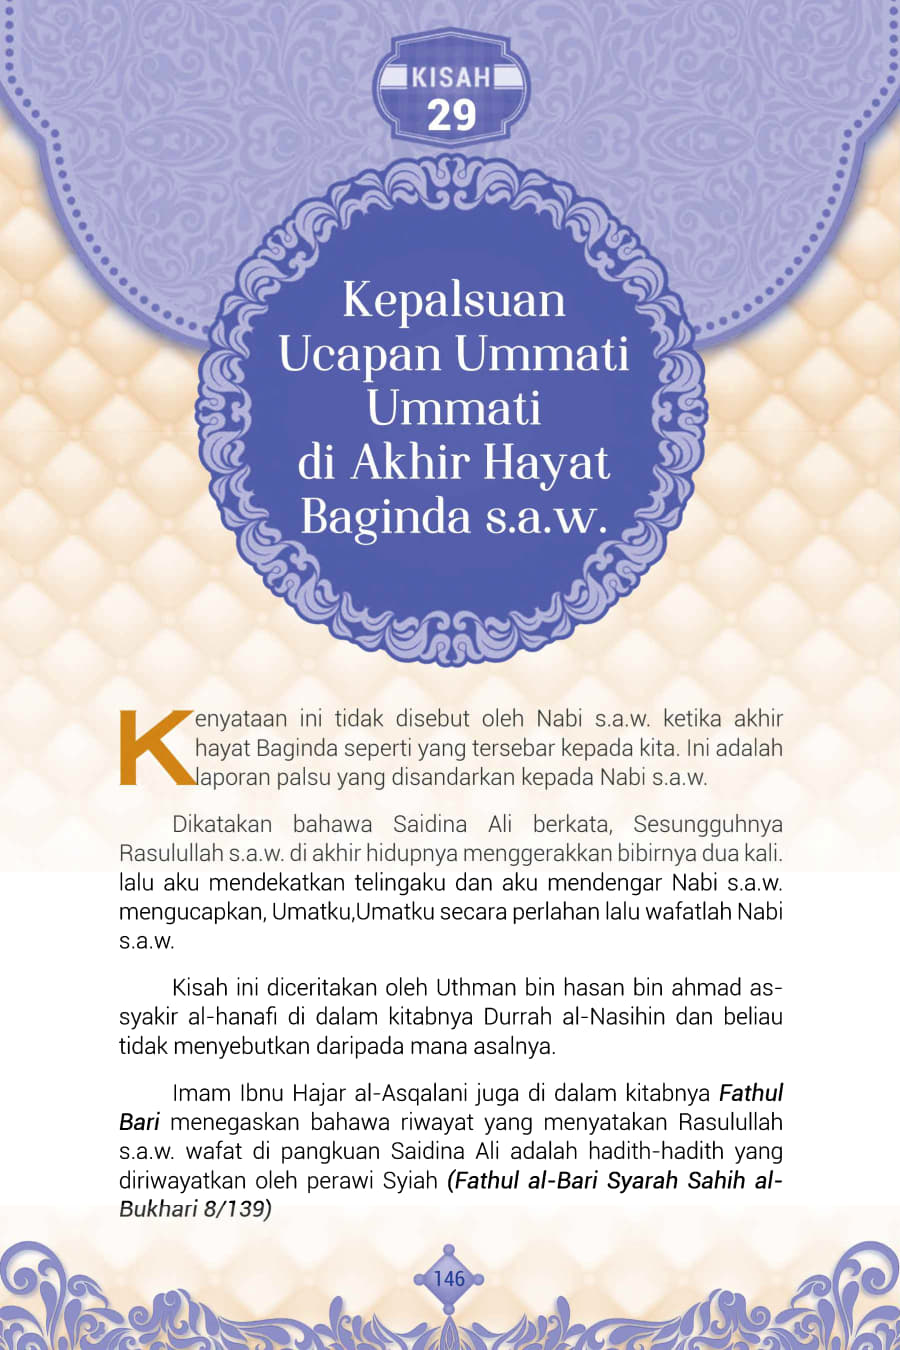 KISAH
29
Kepalsuan
Ucapan Ummati
Ummati
di Akhir Hayat
Baginda s.a.w.
Kenyataan ini tidak disebut oleh Nabi s.a.w. ketika akhir
hayat Baginda seperti yang tersebar kepada kita. Ini adalah
laporan palsu yang disandarkan kepada Nabi s.a.w.
Dikatakan bahawa Saidina Ali berkata, Sesungguhnya
Rasulullah s.a.w. di akhir hidupnya menggerakkan bibirnya dua kali.
lalu aku mendekatkan telingaku dan aku mendengar Nabi s.a.w.
mengucapkan, Umatku,Umatku secara perlahan lalu wafatlah Nabi
s.a.w.
Kisah ini diceritakan oleh Uthman bin hasan bin ahmad as-
syakir al-hanafi di dalam kitabnya Durrah al-Nasihin dan beliau
tidak menyebutkan daripada mana asalnya.
Imam Ibnu Hajar al-Asqalani juga di dalam kitabnya Fathul
Bari menegaskan bahawa riwayat yang menyatakan Rasulullah
s.a.w. wafat di pangkuan Saidina Ali adalah hadith-hadith yang
diriwayatkan oleh perawi Syiah (Fathul al-Bari Syarah Sahih al-
Bukhari 8/139)
146